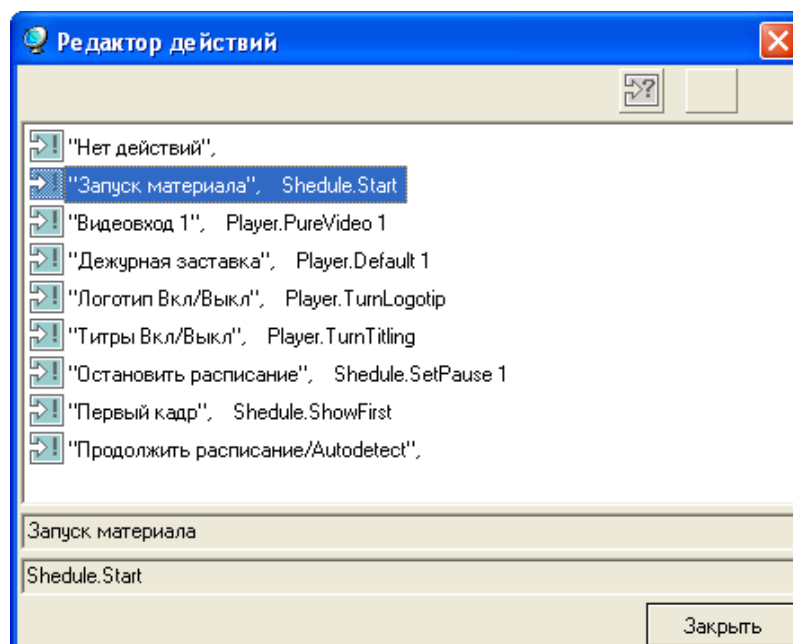 Редактор действий
"Нет действий",
"Запуск материала", Shedule.Start
"Видеовход 1", Player.PureVideo 1
"Дежурная заставка", Player.Default 1
"Логотип Вкл/Выкл", Player.TurnLogotip
"Титры Вкл/Выкл", Player.TurnTitling
"Остановить расписание", Shedule.SetPause 1
"Первый кадр", Shedule.ShowFirst
"Продолжить расписание/Autodetect",
Запуск материала
Shedule.Start
Закрыть